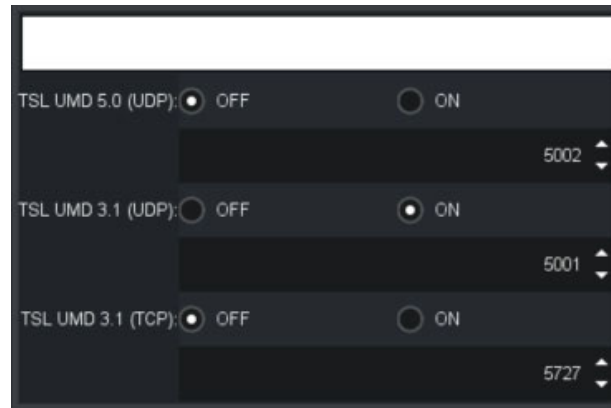 TSL UMD 5.0 (UDP): OFF ON
5002
TSL UMD 3.1 (UDP): OFF ON
5001
TSL UMD 3.1 (TCP): OFF ON
5727